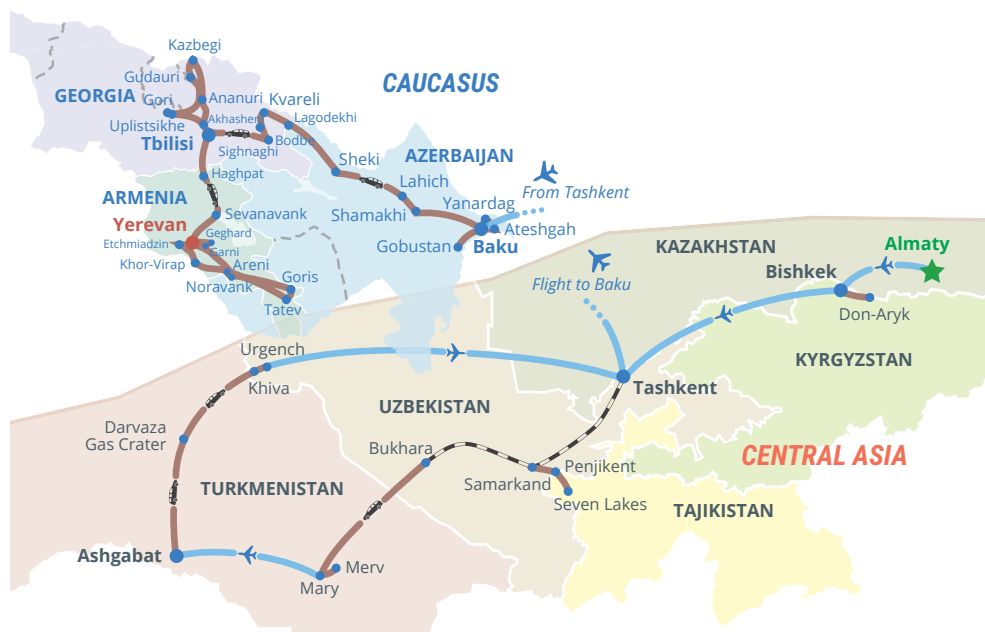 Kazbegi
Gudauri
CAUCASUS
GEORGIA
Gori
Ananuri
Kvareli
Akhasheni
Lagodekhi
Uplistsikhe
Tbilisi
Bodbe
Sighnaghi
Sheki
AZERBAIJAN
Haghpat
Lahich
From Tashkent
ARMENIA
Yanardag
Shamakhi
Sevanavank
Yerevan
Geghard
Ateshgah
Etchmiadzin
Garni
Gobustan
Baku
KAZAKHSTAN
Almaty
Khor-Virap
Areni
Bishkek
Noravank
Goris
Flight to Baku
Tatev
Don-Aryk
Urgench
KYRGYZSTAN
Khiva
Tashkent
UZBEKISTAN
Darvaza
Gas Crater
Bukhara
CENTRAL ASIA
Penjikent
Samarkand
TURKMENISTAN
Seven Lakes
TAJIKISTAN
Ashgabat
Merv
Mary